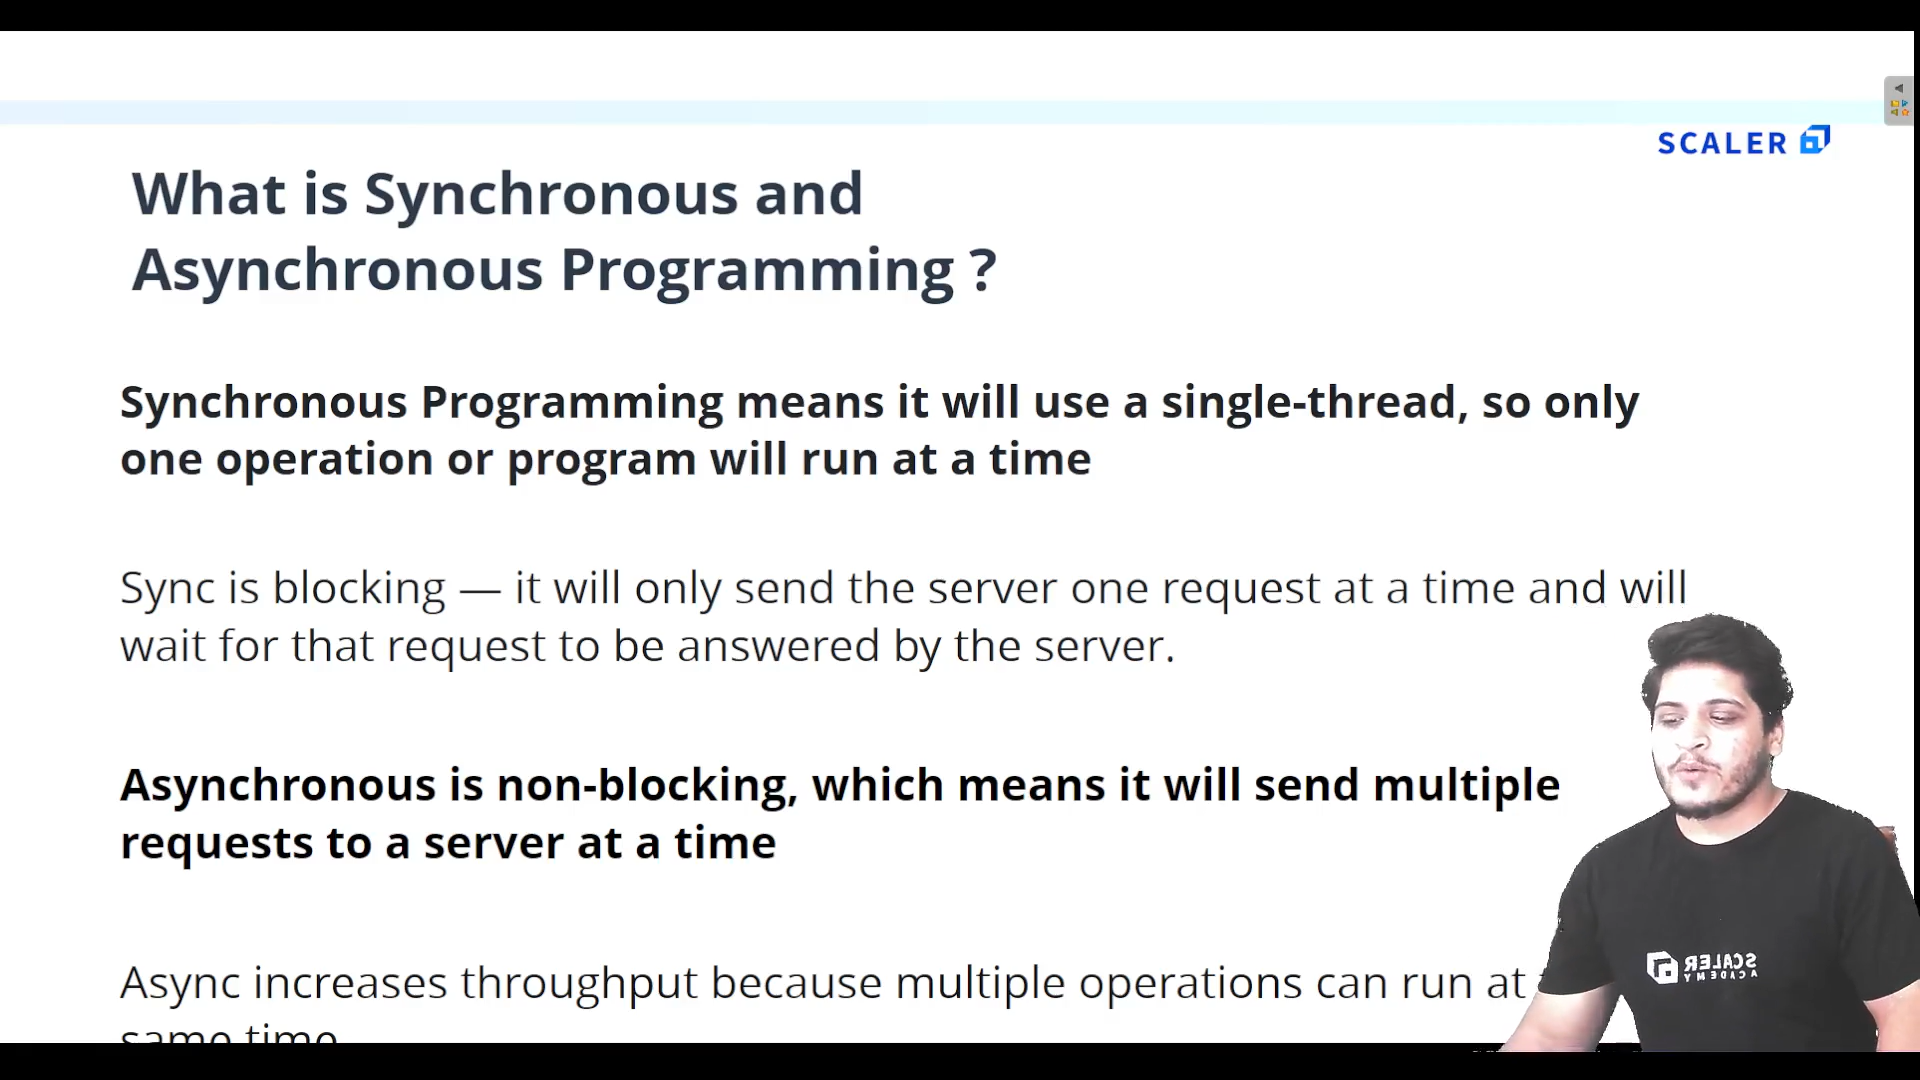 SCALER
What is Synchronous and
Asynchronous Programming ?
Synchronous Programming means it will use a single-thread, so only
one operation or program will run at a time
Sync is blocking — it will only send the server one request at a time and will
wait for that request to be answered by the server.
Asynchronous is non-blocking, which means it will send multiple
requests to a server at a time
Async increases throughput because multiple operations can run at
same time
SCALER
ACADEMY